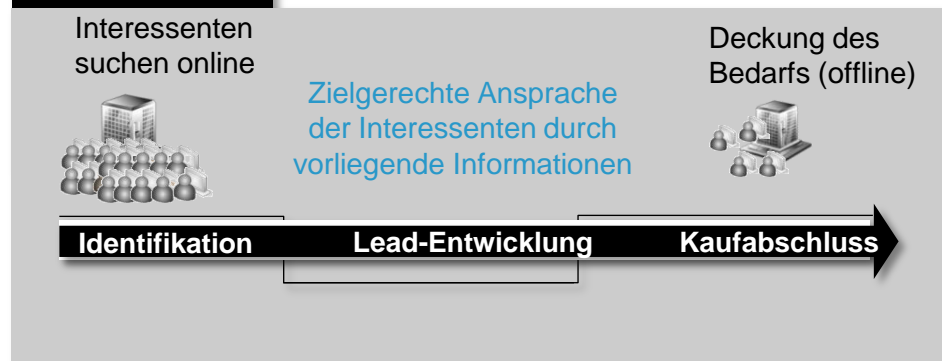 Interessenten
suchen online
Zielgerechte Ansprache
der Interessenten durch
vorliegende Informationen
Deckung des
Bedarfs (offline)
Identifikation
Lead-Entwicklung
Kaufabschluss